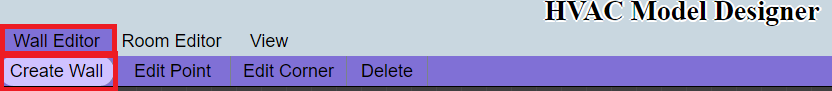 HVAC Model Designer
Wall Editor Room Editor View
Create Wall Edit Point Edit Corner Delete